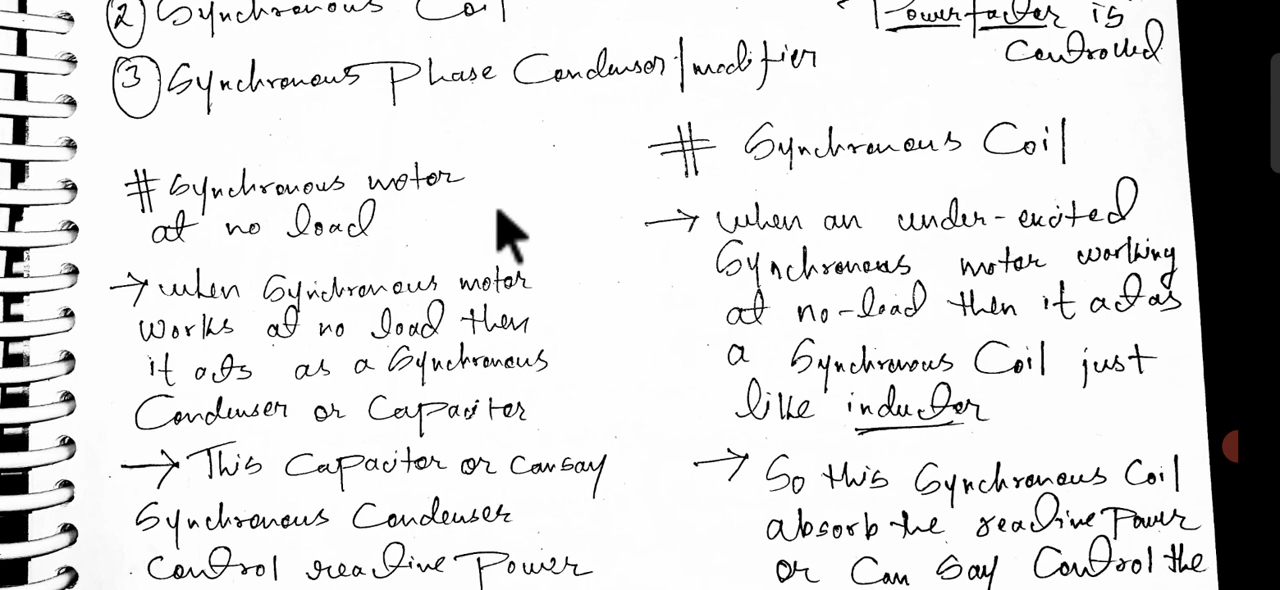 ② Synchronous Coil
③ Synchronous Phase Condenser/modifier
# Synchronous motor
at no load
→ when Synchronous motor
works at no load then
it acts as a Synchronous
Condenser or Capacitor
→ This Capacitor or can say
Synchronous Condenser
control reactive Power
Powerfactor is
Controlled
# Synchronous Coil
→ when an under-excited
Synchronous motor working
at no-load then it act as
a Synchronous Coil just
like inductor
→ So this Synchronous Coil
absorb the reactive Power
or Can Say Control the